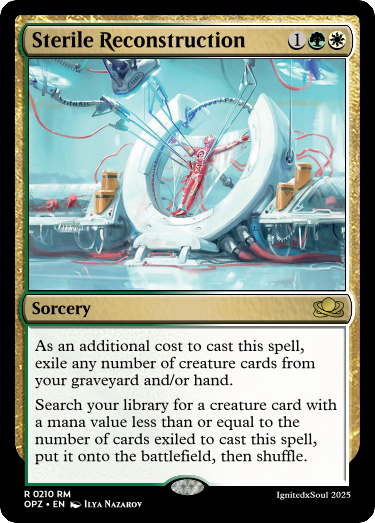 Sterile Reconstruction 1
Sorcery
As an additional cost to cast this spell,
exile any number of creature cards from
your graveyard and/or hand.
Search your library for a creature card with
a mana value less than or equal to the
number of cards exiled to cast this spell,
put it onto the battlefield, then shuffle.
R 0210 RM
OPZ • EN Ilya Nazarov
IgnitedxSoul 2025